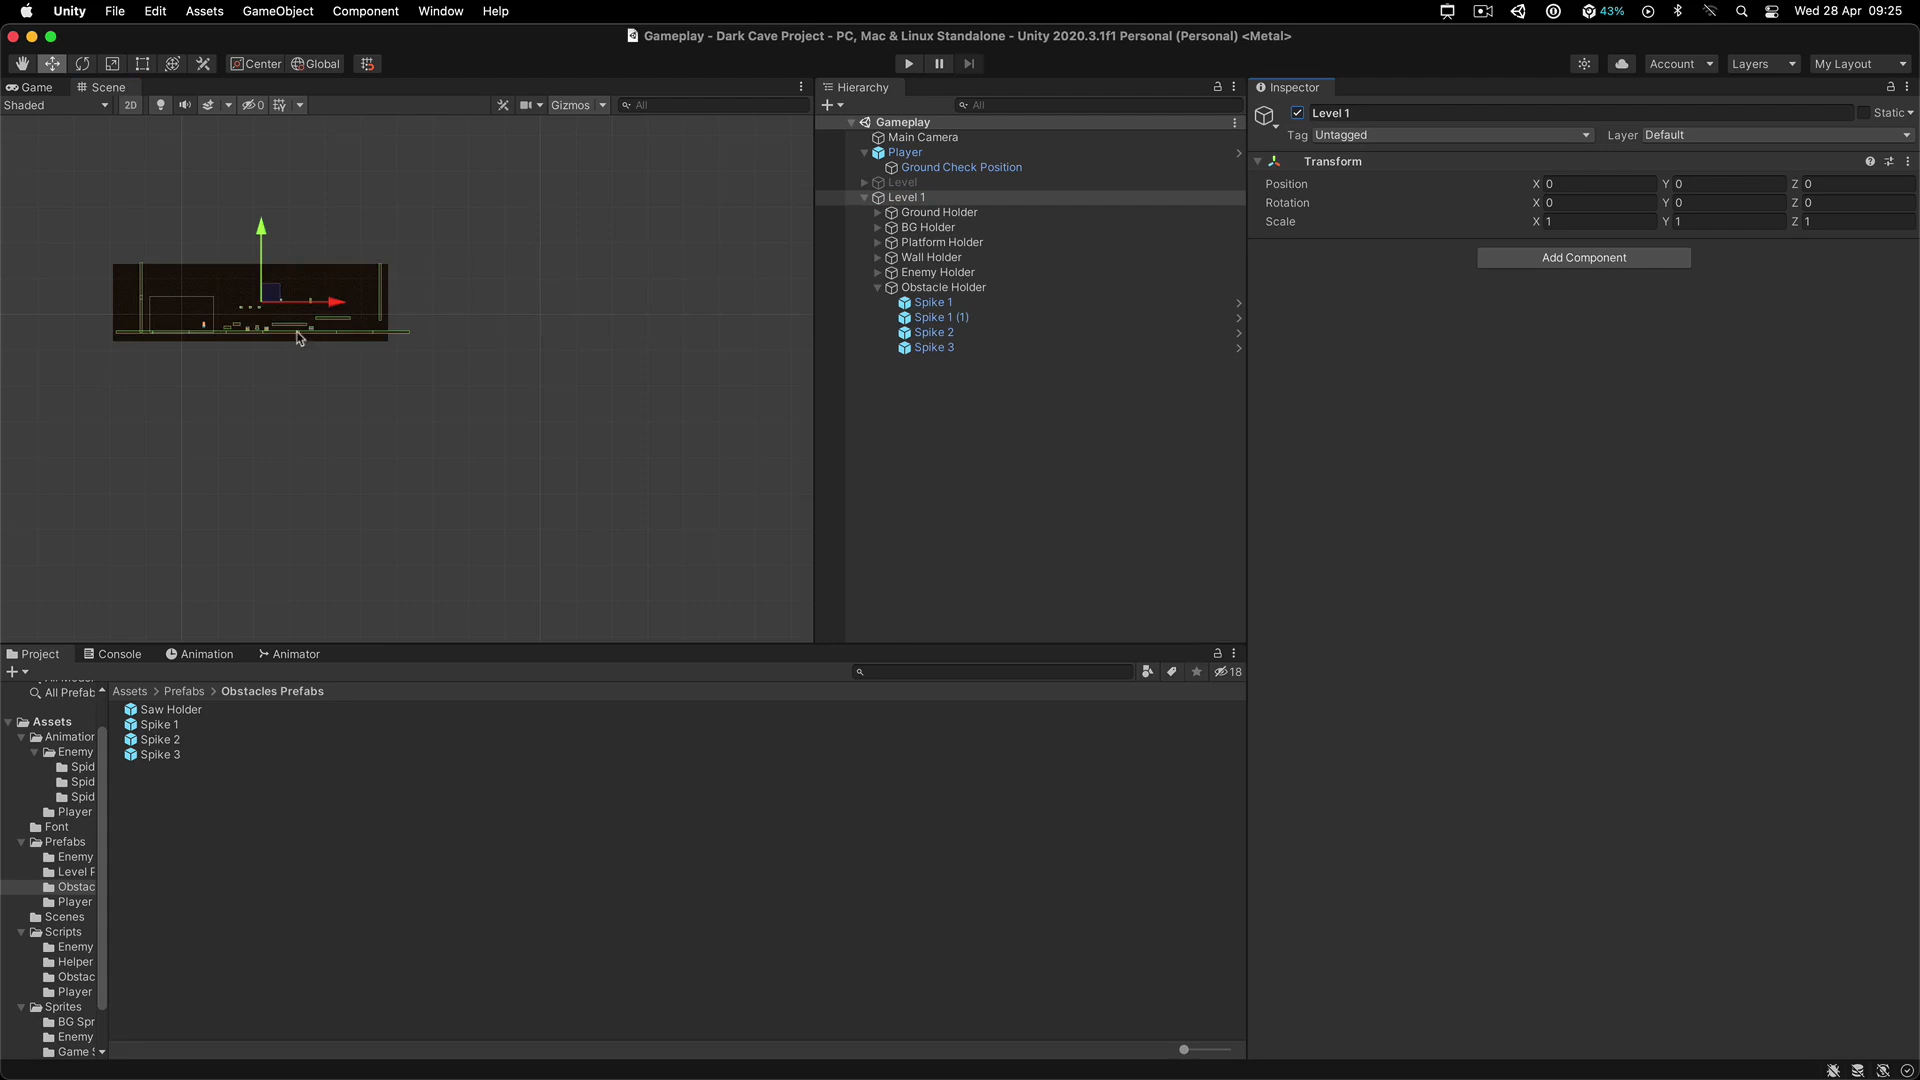 Unity File Edit Assets GameObject Component Window Help 43% Wed 28 Apr 09:25
Gameplay - Dark Cave Project - PC, Mac & Linux Standalone - Unity 2020.3.1f1 Personal (Personal) <Metal>
Center Global Account Layers My Layout
Game Scene
Shaded 2D 0 Gizmos All
Hierarchy
All
Gameplay
Main Camera
Player
Ground Check Position
Level
Level 1
Ground Holder
BG Holder
Platform Holder
Wall Holder
Enemy Holder
Obstacle Holder
Spike 1
Spike 1 (1)
Spike 2
Spike 3
Inspector
Level 1 Static
Tag Untagged Layer Default
Transform
Position X 0 Y 0 Z 0
Rotation X 0 Y 0 Z 0
Scale X 1 Y 1 Z 1
Add Component
Project Console Animation Animator
18
All Prefab
Assets
Animation
Enemy
Spid
Spid
Spid
Player
Font
Prefabs
Enemy
Level P
Obstac
Player
Scenes
Scripts
Enemy
Helper
Obstac
Player
Sprites
BG Spr
Enemy
Game
Assets > Prefabs > Obstacles Prefabs
Saw Holder
Spike 1
Spike 2
Spike 3